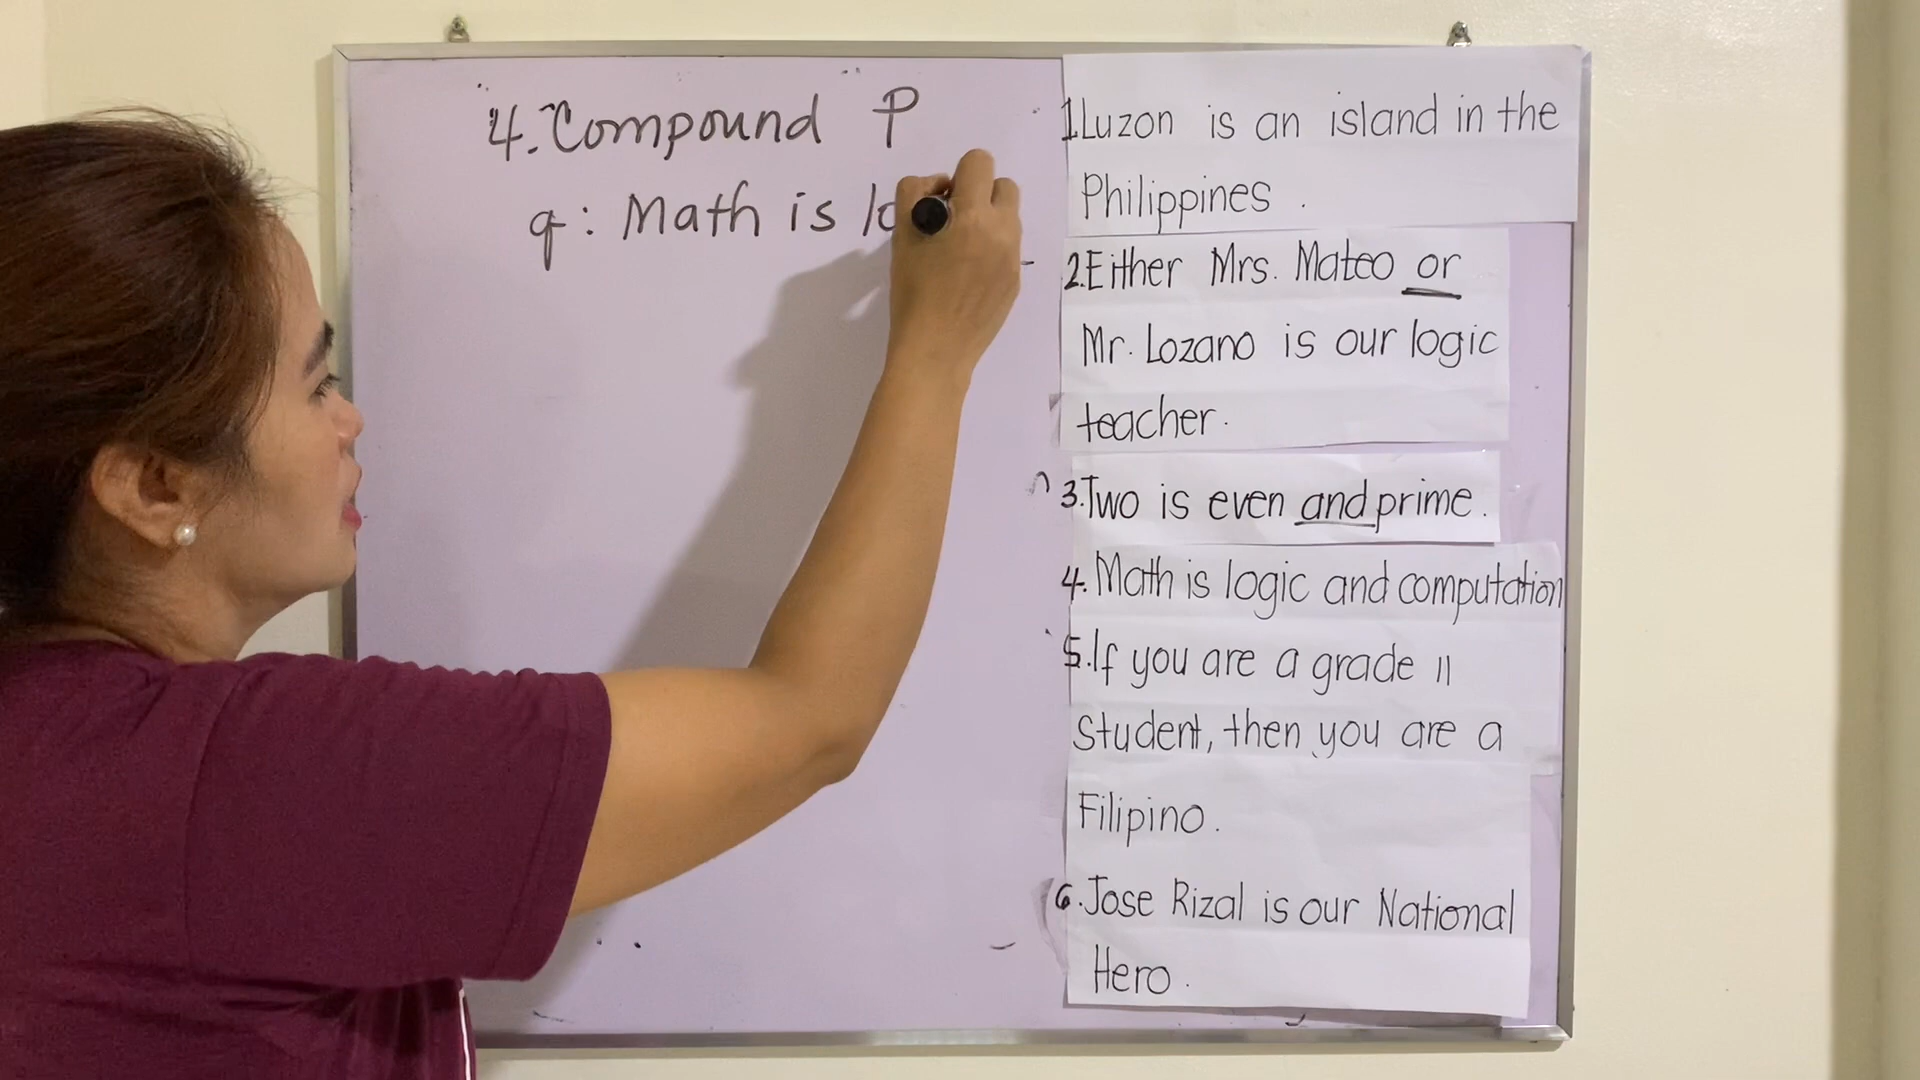 4. Compound P
q: Math is lo
1. Luzon is an island in the
Philippines.
2. Either Mrs. Mateo or
Mr. Lozano is our logic
teacher.
3. Two is even and prime.
4. Math is logic and computation
5. If you are a grade 11
Student, then you are a
Filipino.
6. Jose Rizal is our National
Hero.